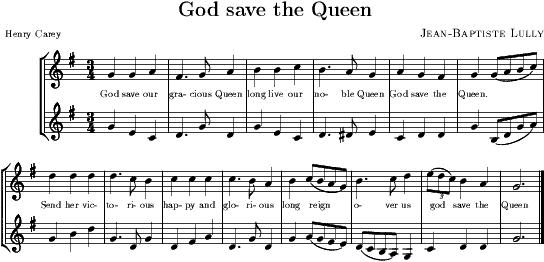 God save the Queen
Henry Carey
Jean-Baptiste Lully
God save our gra- cious Queen long live our no- ble Queen God save the Queen.
Send her vic- to- ri- ous hap- py and glo- ri- ous long reign o- ver us god save the Queen